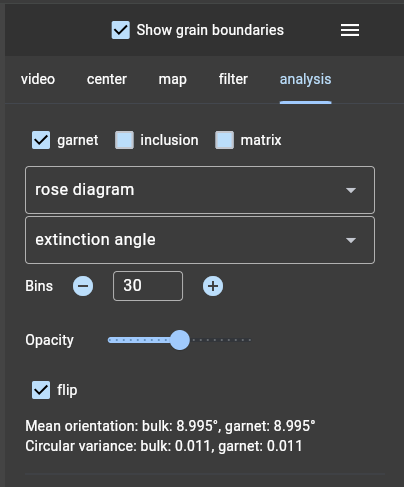 Show grain boundaries
video center map filter analysis
garnet inclusion matrix
rose diagram
extinction angle
Bins 30
Opacity
flip
Mean orientation: bulk: 8.995°, garnet: 8.995°
Circular variance: bulk: 0.011, garnet: 0.011